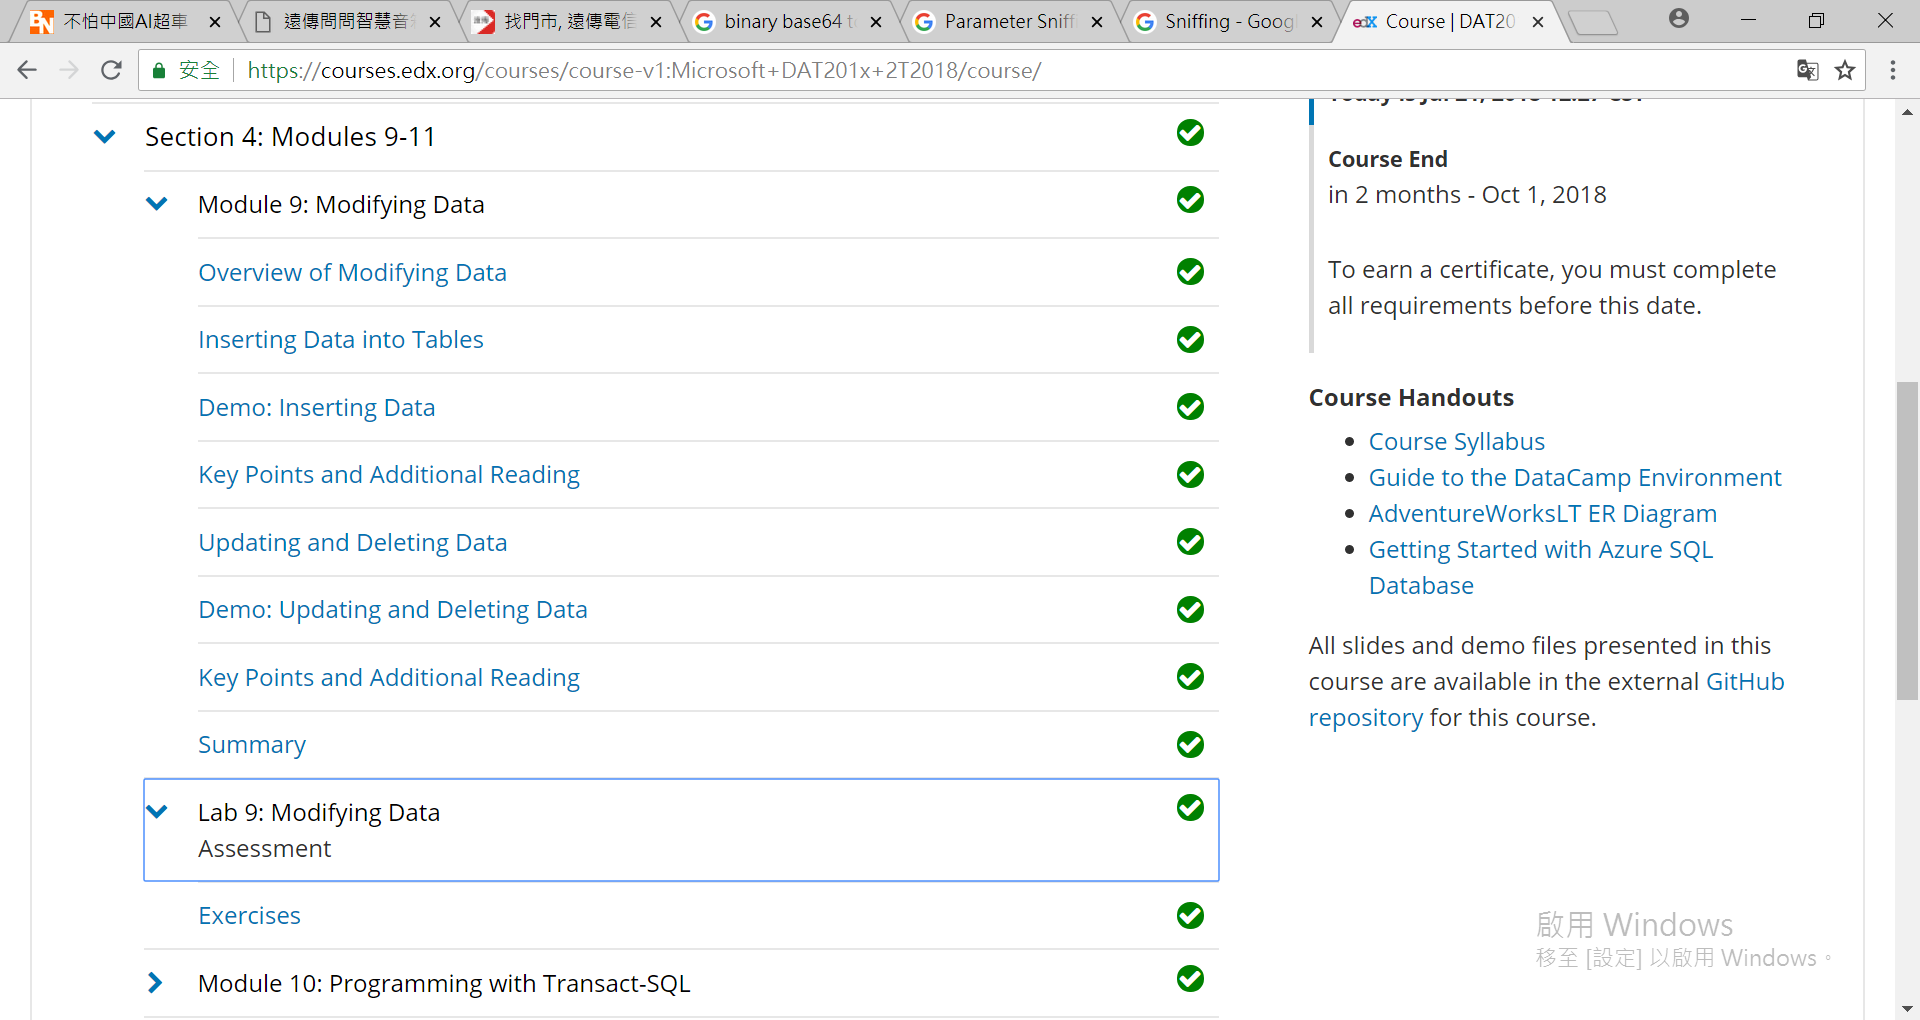 不怕中國AI超車
遠傳問問智慧音
找門市, 遠傳電信
binary base64 t
Parameter Sniff
Sniffing - Goog
edX Course | DAT20
安全 https://courses.edx.org/courses/course-v1:Microsoft+DAT201x+2T2018/course/
Section 4: Modules 9-11
Module 9: Modifying Data
Overview of Modifying Data
Inserting Data into Tables
Demo: Inserting Data
Key Points and Additional Reading
Updating and Deleting Data
Demo: Updating and Deleting Data
Key Points and Additional Reading
Summary
Lab 9: Modifying Data
Assessment
Exercises
Module 10: Programming with Transact-SQL
Course End
in 2 months - Oct 1, 2018
To earn a certificate, you must complete
all requirements before this date.
Course Handouts
Course Syllabus
Guide to the DataCamp Environment
AdventureWorksLT ER Diagram
Getting Started with Azure SQL
Database
All slides and demo files presented in this
course are available in the external GitHub
repository for this course.
啟用 Windows
移至 [設定] 以啟用 Windows。